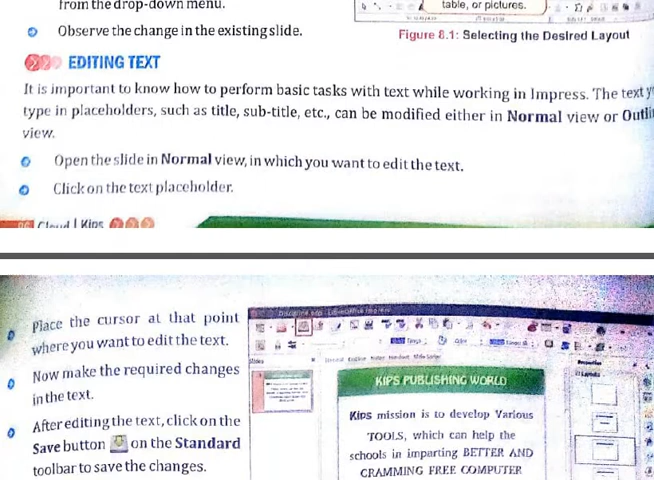 from the drop-down menu.
Observe the change in the existing slide.
table, or pictures.
Figure 8.1: Selecting the Desired Layout
EDITING TEXT
It is important to know how to perform basic tasks with text while working in Impress. The text y
type in placeholders, such as title, sub-title, etc., can be modified either in Normal view or Outli
view.
Open the slide in Normal view, in which you want to edit the text.
Click on the text placeholder.
Cloud | Kips
Place the cursor at that point
where you want to edit the text.
Now make the required changes
in the text.
After editing the text, click on the
Save button on the Standard
toolbar to save the changes.
KIPS PUBLISHING WORLD
Kips mission is to develop Various
TOOLS, which can help the
schools in imparting BETTER AND
CRAMMING FREE COMPUTER